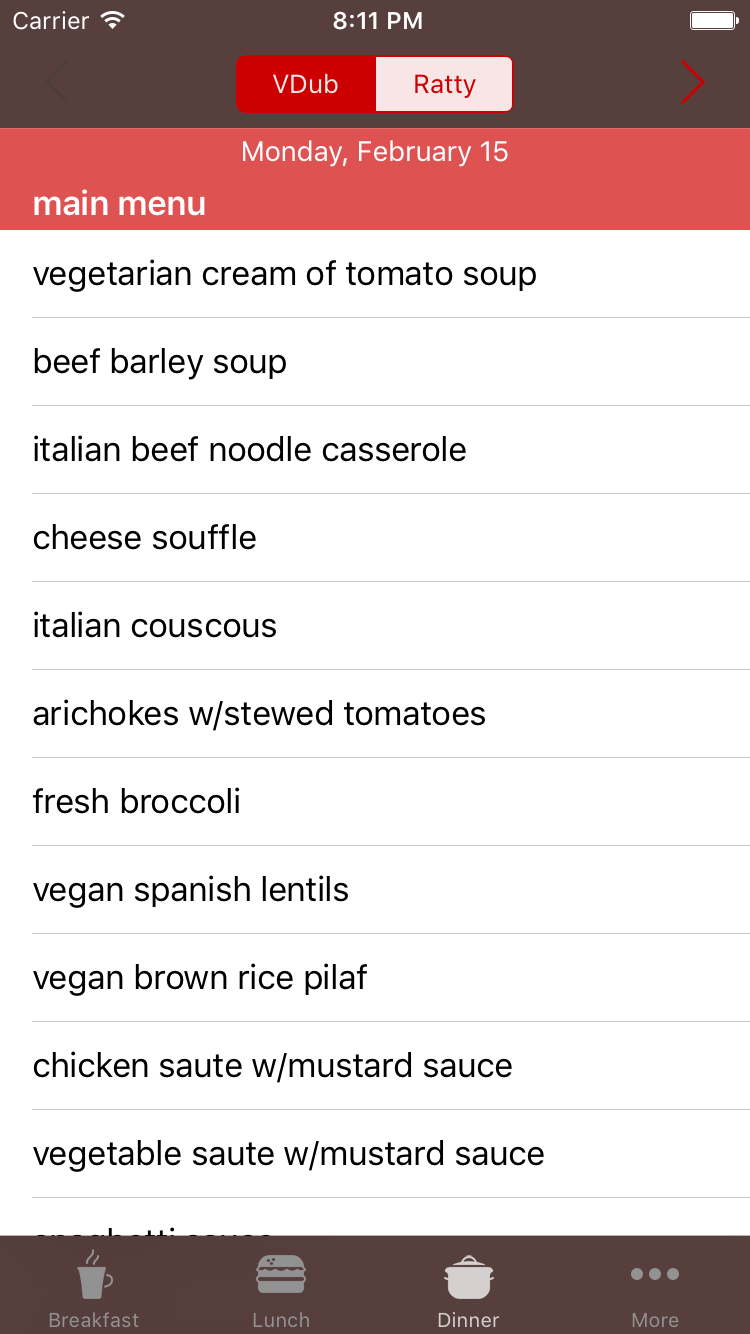 Carrier 8:11 PM
VDub Ratty
Monday, February 15
main menu
vegetarian cream of tomato soup
beef barley soup
italian beef noodle casserole
cheese souffle
italian couscous
arichokes w/stewed tomatoes
fresh broccoli
vegan spanish lentils
vegan brown rice pilaf
chicken saute w/mustard sauce
vegetable saute w/mustard sauce
spaghetti sauce
Breakfast Lunch Dinner More